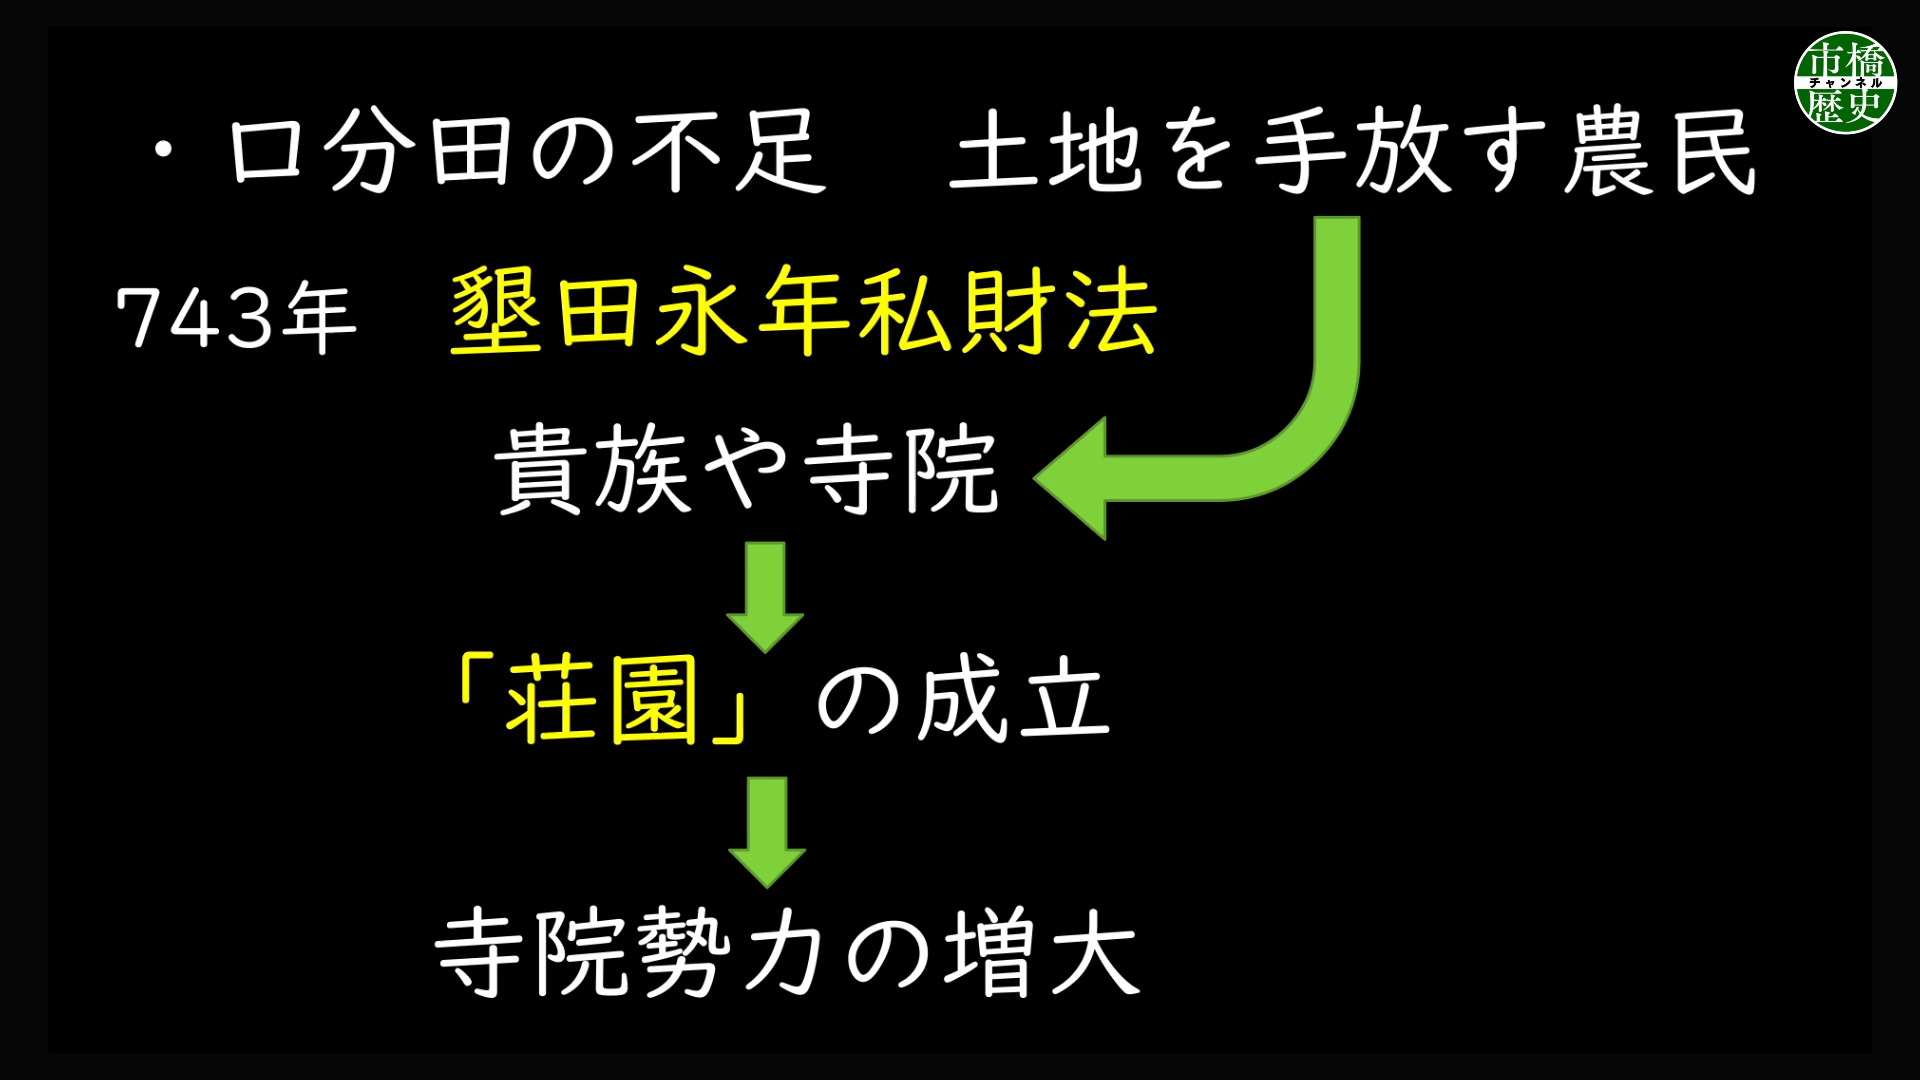 ・口分田の不足　土地を手放す農民
743年　墾田永年私財法
貴族や寺院
「荘園」の成立
寺院勢力の増大
市橋
チャンネル
歴史